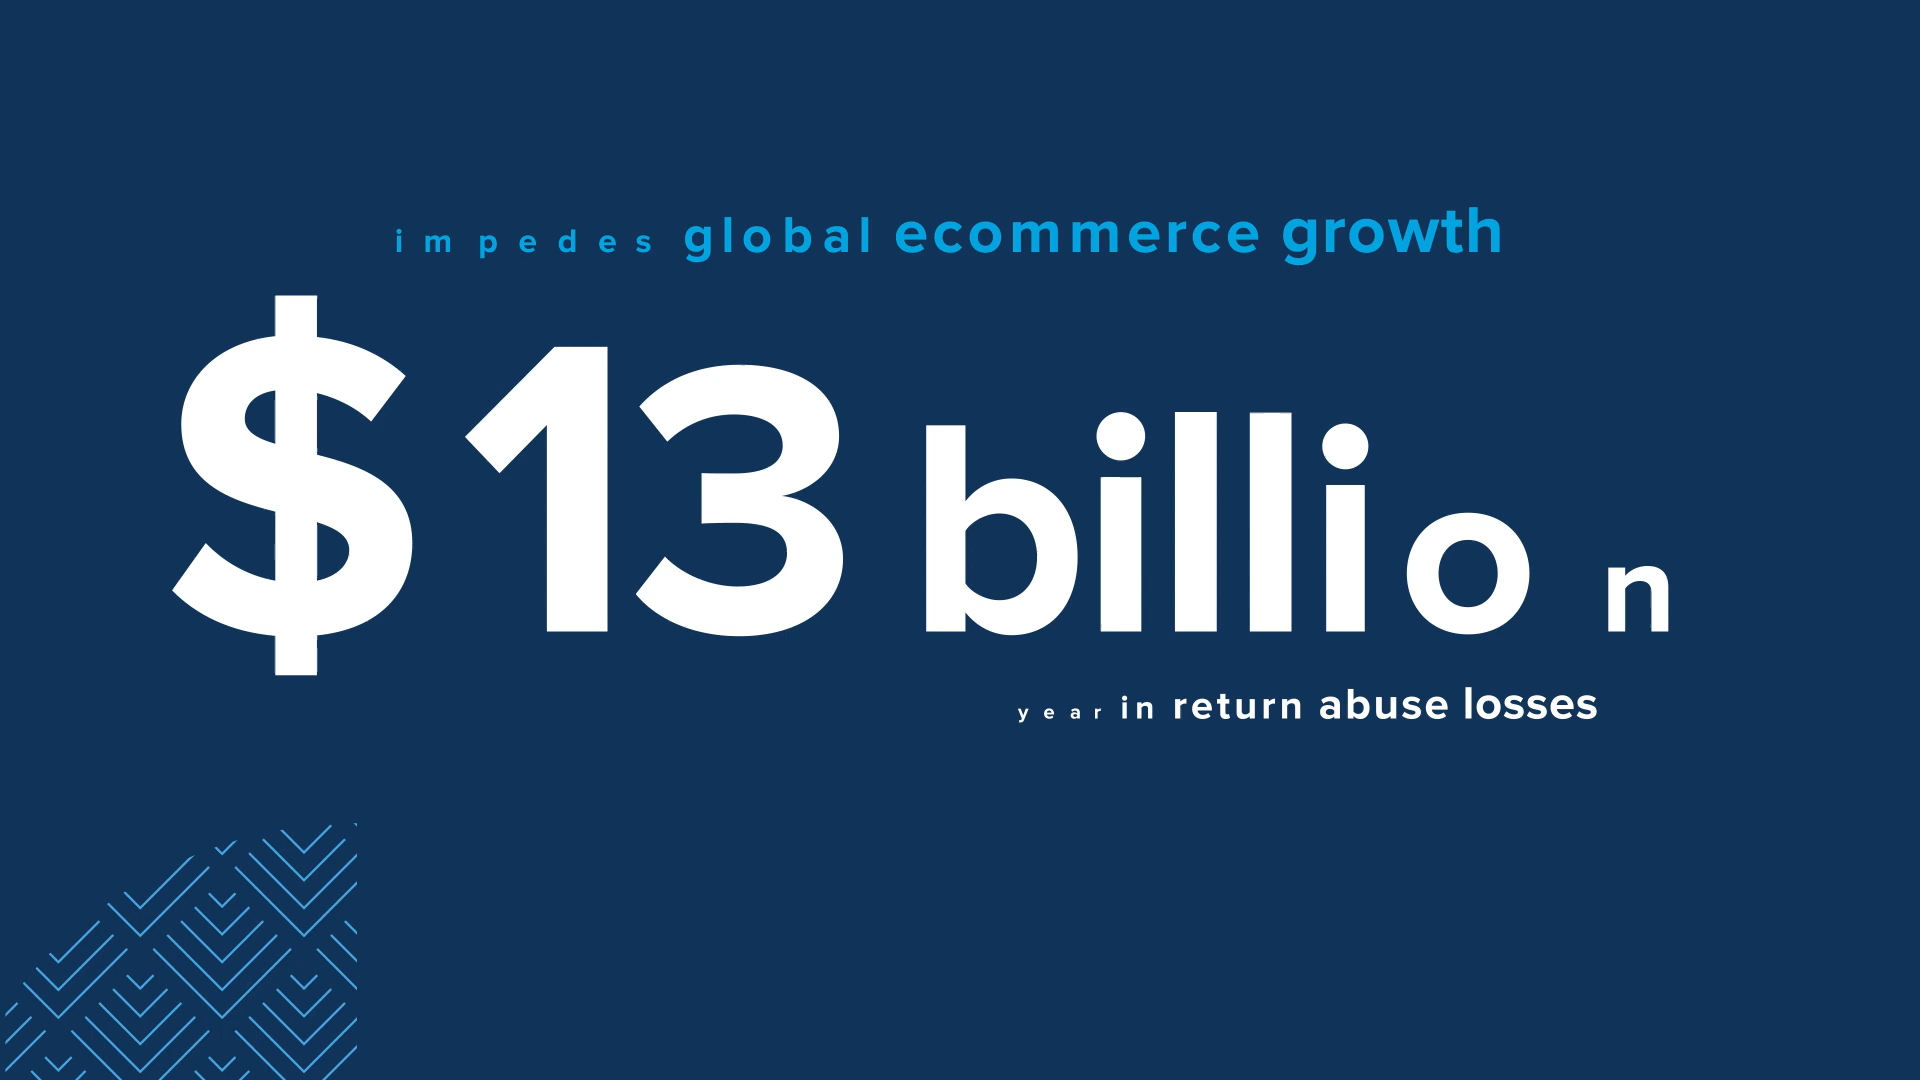 impedes global ecommerce growth
$13 billion
year in return abuse losses